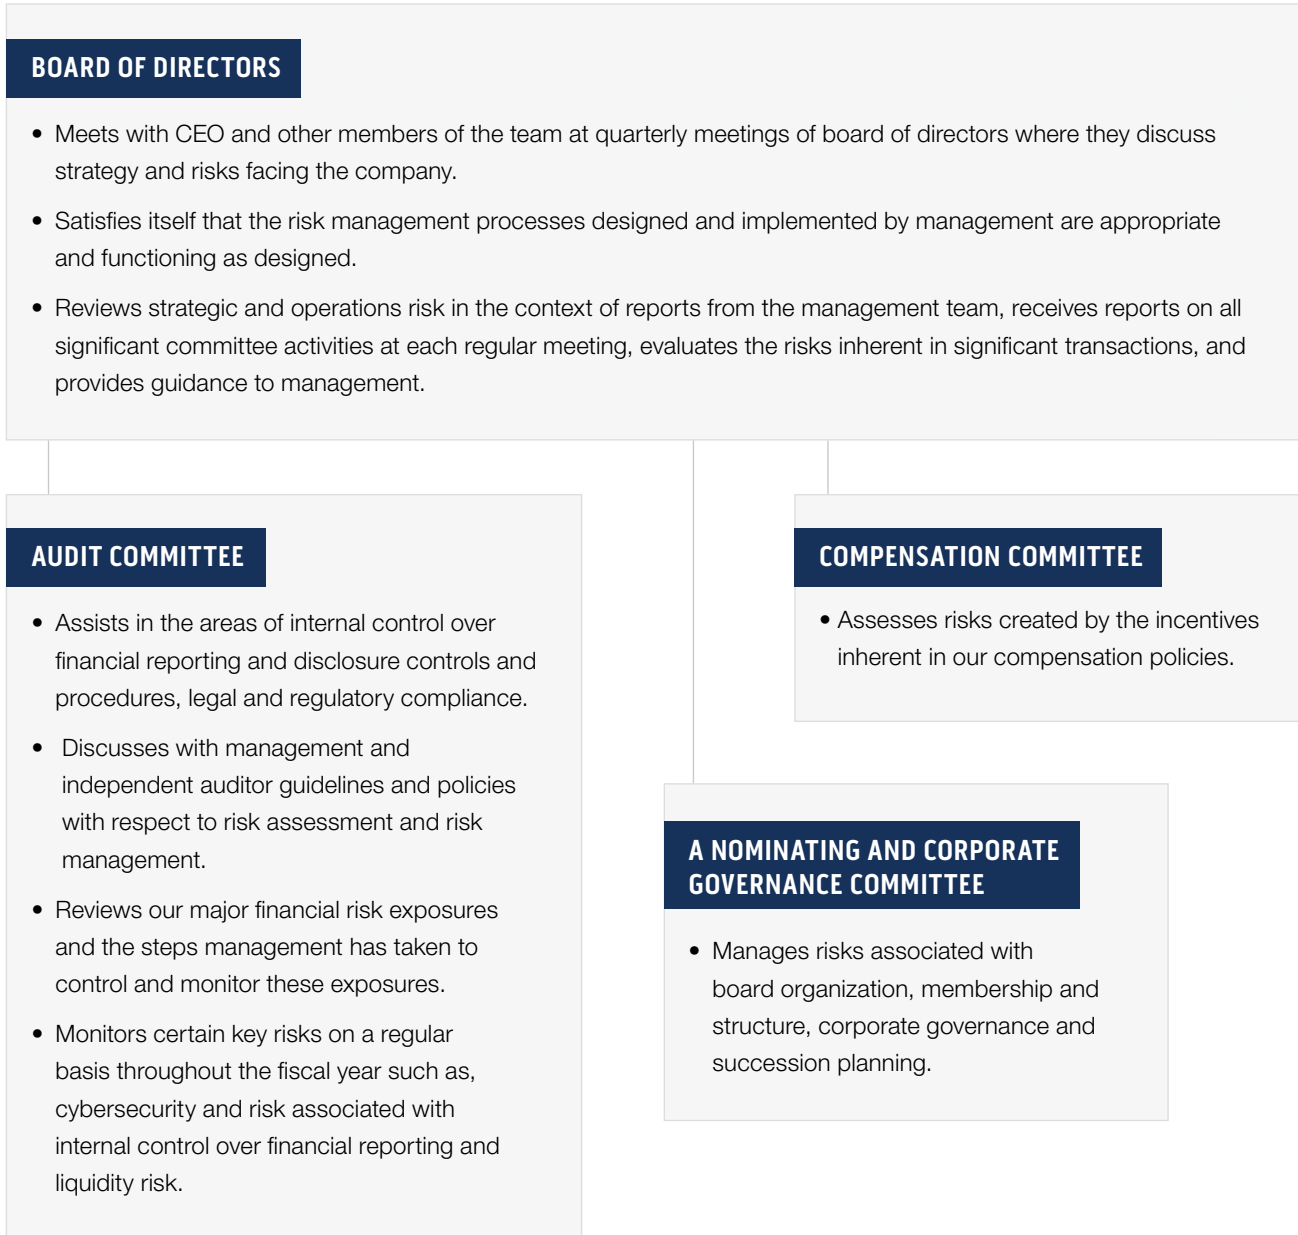 BOARD OF DIRECTORS
• Meets with CEO and other members of the team at quarterly meetings of board of directors where they discuss
strategy and risks facing the company.
• Satisfies itself that the risk management processes designed and implemented by management are appropriate
and functioning as designed.
• Reviews strategic and operations risk in the context of reports from the management team, receives reports on all
significant committee activities at each regular meeting, evaluates the risks inherent in significant transactions, and
provides guidance to management.
AUDIT COMMITTEE
• Assists in the areas of internal control over
financial reporting and disclosure controls and
procedures, legal and regulatory compliance.
• Discusses with management and
independent auditor guidelines and policies
with respect to risk assessment and risk
management.
• Reviews our major financial risk exposures
and the steps management has taken to
control and monitor these exposures.
• Monitors certain key risks on a regular
basis throughout the fiscal year such as,
cybersecurity and risk associated with
internal control over financial reporting and
liquidity risk.
COMPENSATION COMMITTEE
• Assesses risks created by the incentives
inherent in our compensation policies.
A NOMINATING AND CORPORATE
GOVERNANCE COMMITTEE
• Manages risks associated with
board organization, membership and
structure, corporate governance and
succession planning.